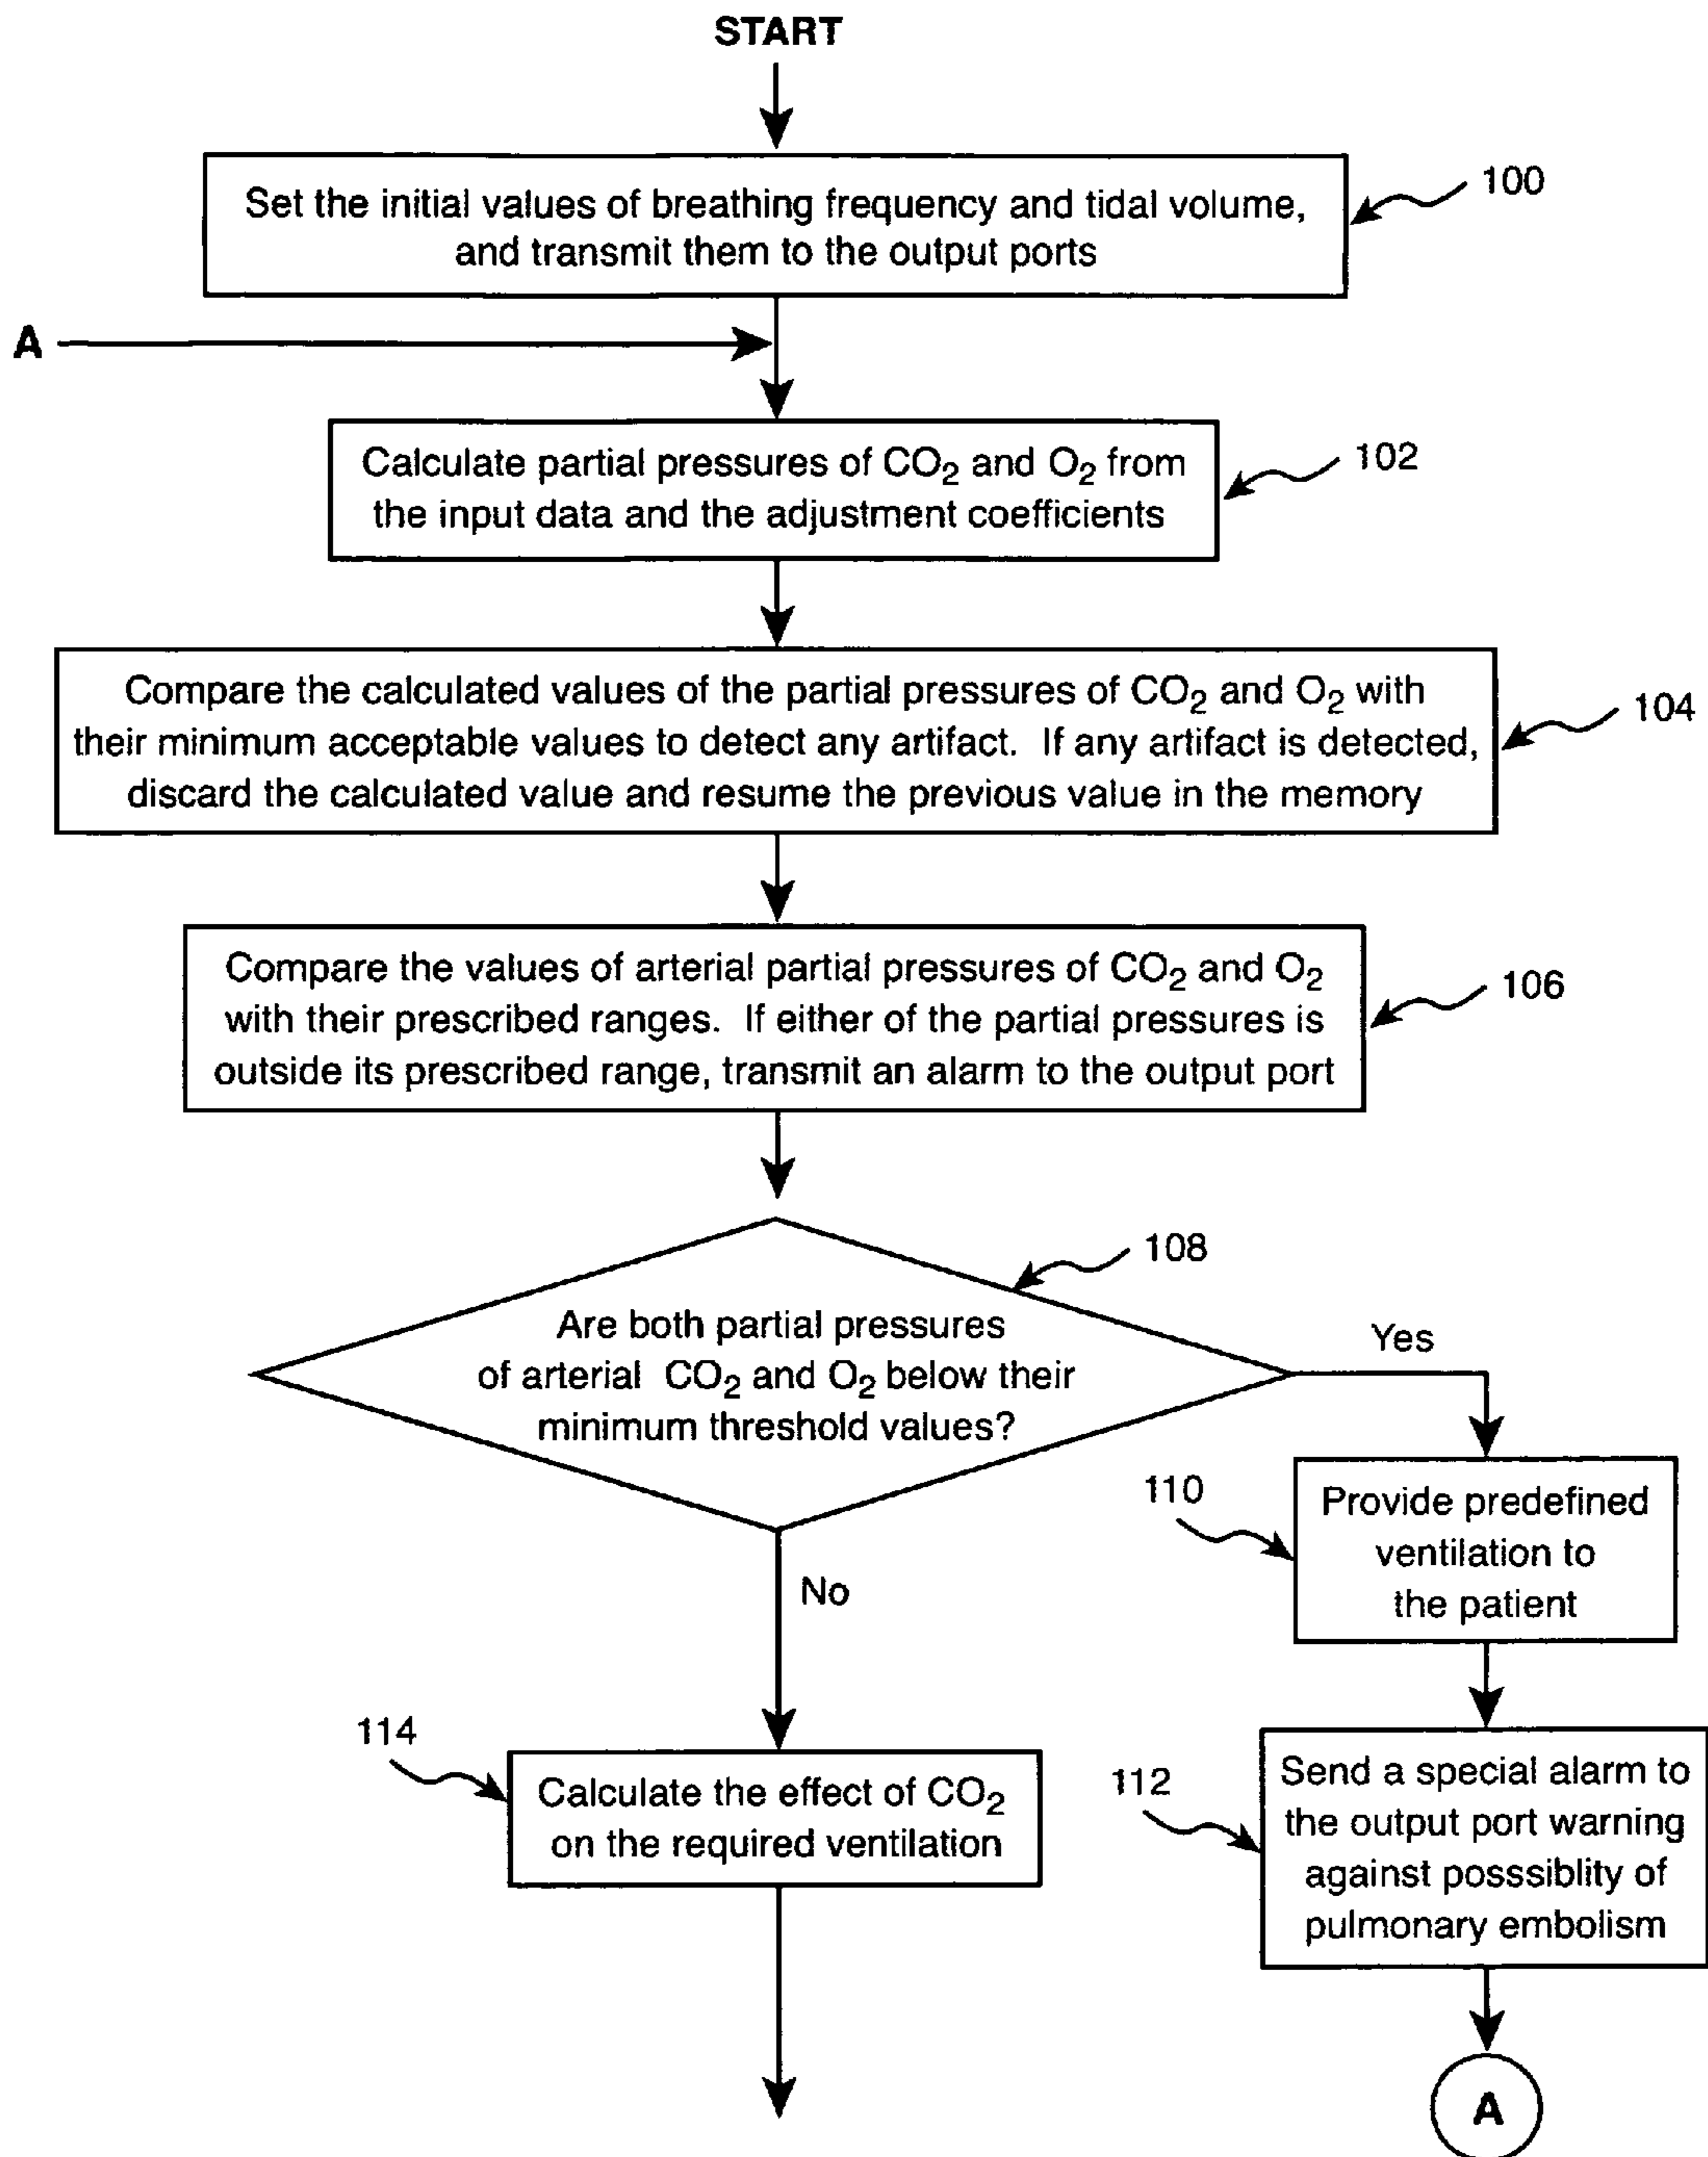 START
Set the initial values of breathing frequency and tidal volume,
and transmit them to the output ports
100
A
Calculate partial pressures of CO₂ and O₂ from
the input data and the adjustment coefficients
102
Compare the calculated values of the partial pressures of CO₂ and O₂ with
their minimum acceptable values to detect any artifact. If any artifact is detected,
discard the calculated value and resume the previous value in the memory
104
Compare the values of arterial partial pressures of CO₂ and O₂
with their prescribed ranges. If either of the partial pressures is
outside its prescribed range, transmit an alarm to the output port
106
108
Are both partial pressures
of arterial CO₂ and O₂ below their
minimum threshold values?
Yes
110
Provide predefined
ventilation to
the patient
No
114
Calculate the effect of CO₂
on the required ventilation
112
Send a special alarm to
the output port warning
against posssiblity of
pulmonary embolism
A